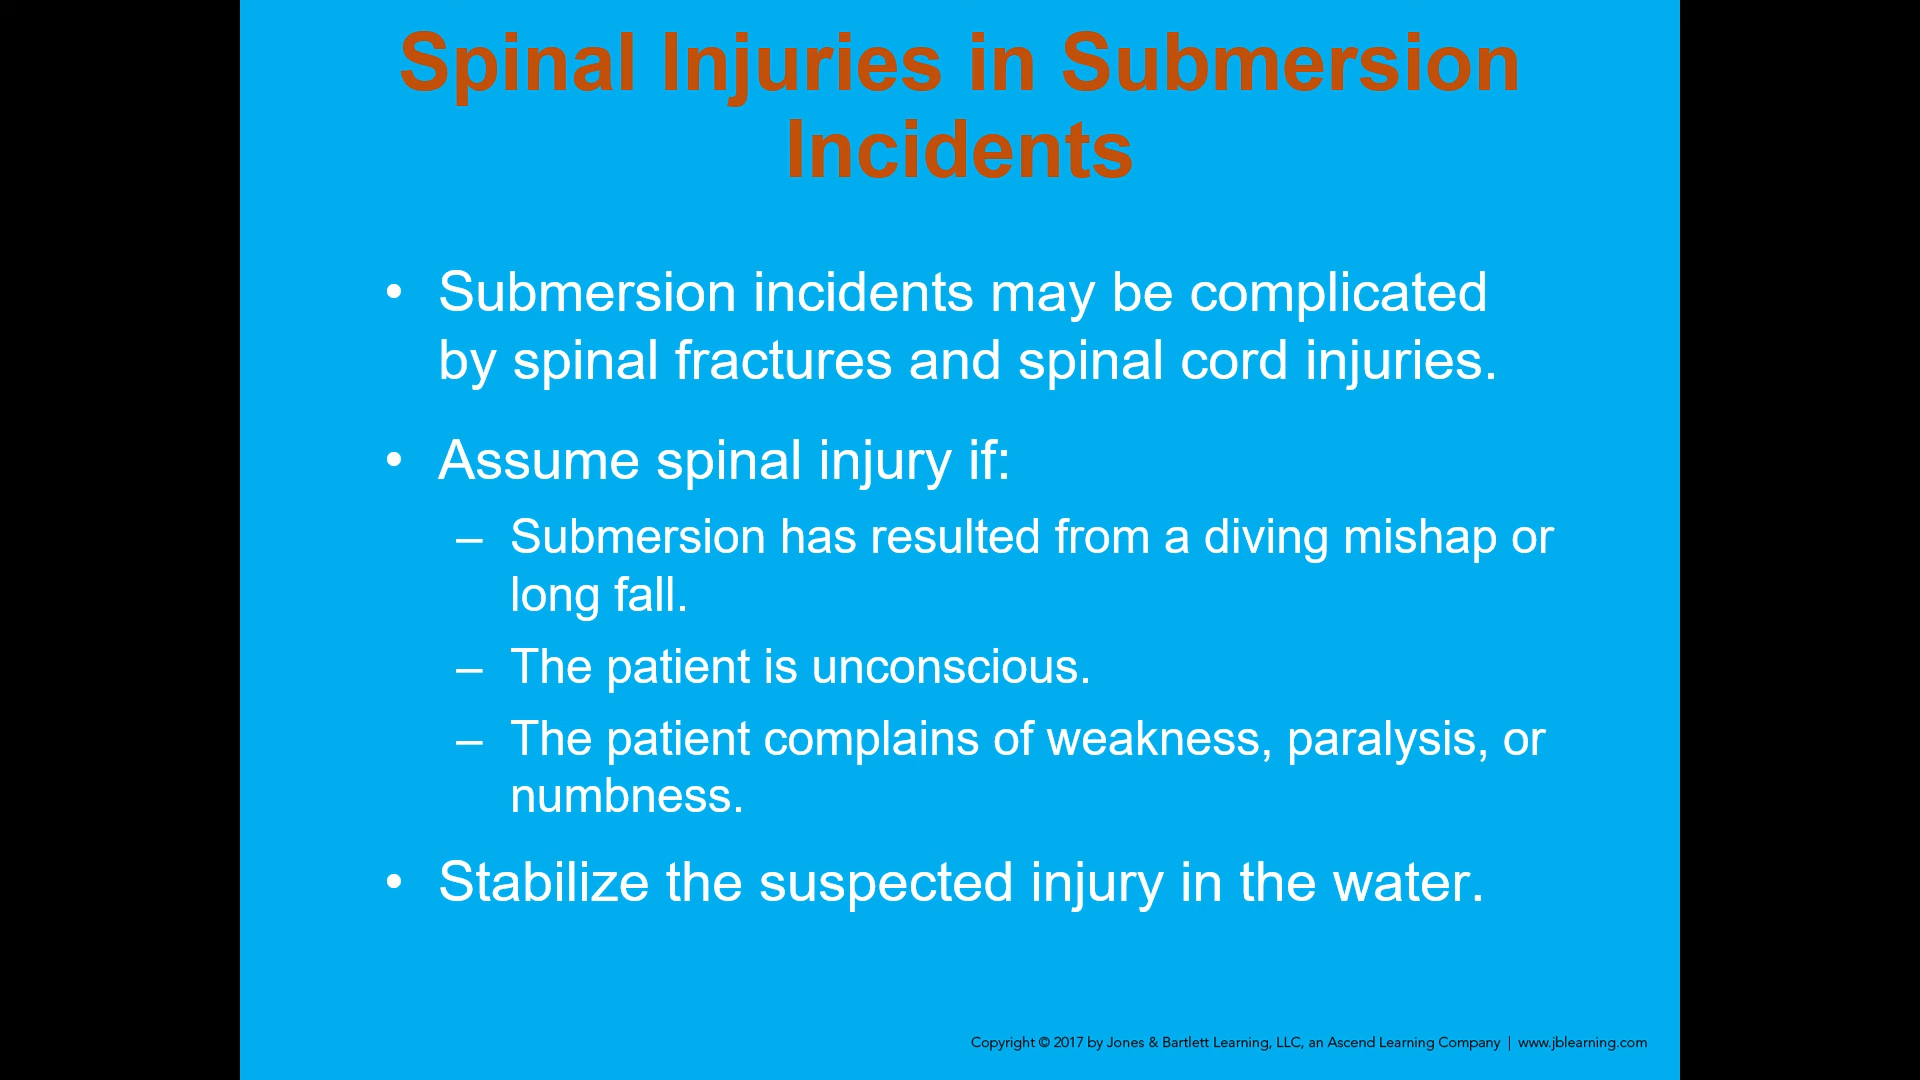 Spinal Injuries in Submersion
Incidents
• Submersion incidents may be complicated
by spinal fractures and spinal cord injuries.
• Assume spinal injury if:
– Submersion has resulted from a diving mishap or
long fall.
– The patient is unconscious.
– The patient complains of weakness, paralysis, or
numbness.
• Stabilize the suspected injury in the water.
Copyright © 2017 by Jones & Bartlett Learning, LLC, an Ascend Learning Company | www.jblearning.com